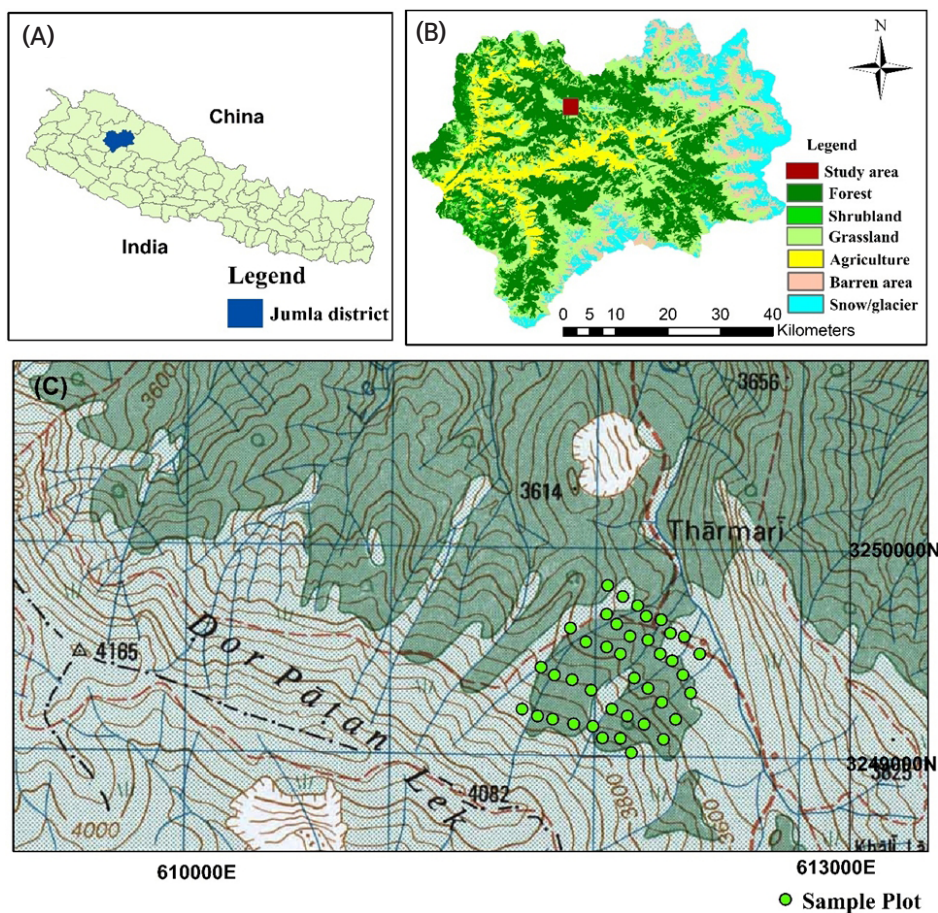 (A)
China
India
Legend
Jumla district
(B)
N
Legend
Study area
Forest
Shrubland
Grassland
Agriculture
Barren area
Snow/glacier
0 5 10 20 30 40
Kilometers
(C)
3600
3656
3614
Thārmarī
3250000N
4165
Dor Pāṭan
Lek
3249000N
3825
4082
3800
3600
4000
610000E
613000E
Sample Plot